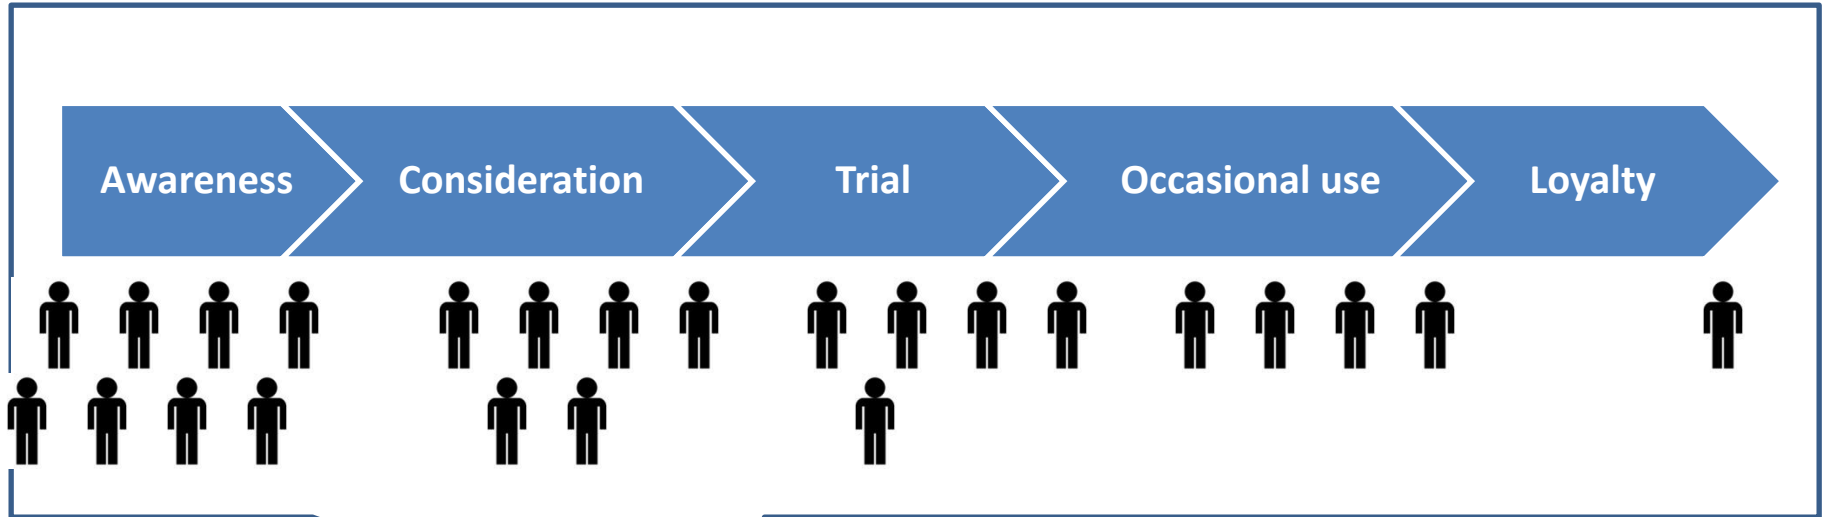 Awareness
Consideration
Trial
Occasional use
Loyalty